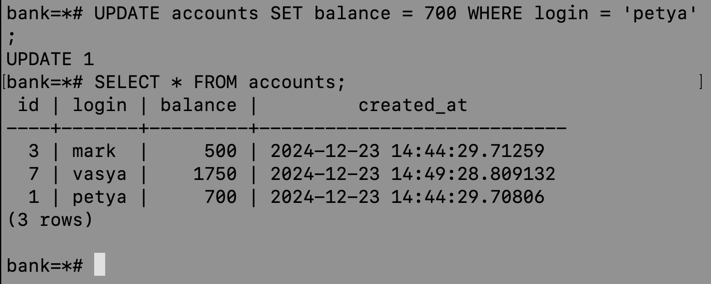 bank=*# UPDATE accounts SET balance = 700 WHERE login = 'petya'
;
UPDATE 1
[bank=*# SELECT * FROM accounts; ]
 id | login | balance |         created_at
----+-------+---------+----------------------------
  3 | mark  |     500 | 2024-12-23 14:44:29.71259
  7 | vasya |    1750 | 2024-12-23 14:49:28.809132
  1 | petya |     700 | 2024-12-23 14:44:29.70806
(3 rows)
bank=*#